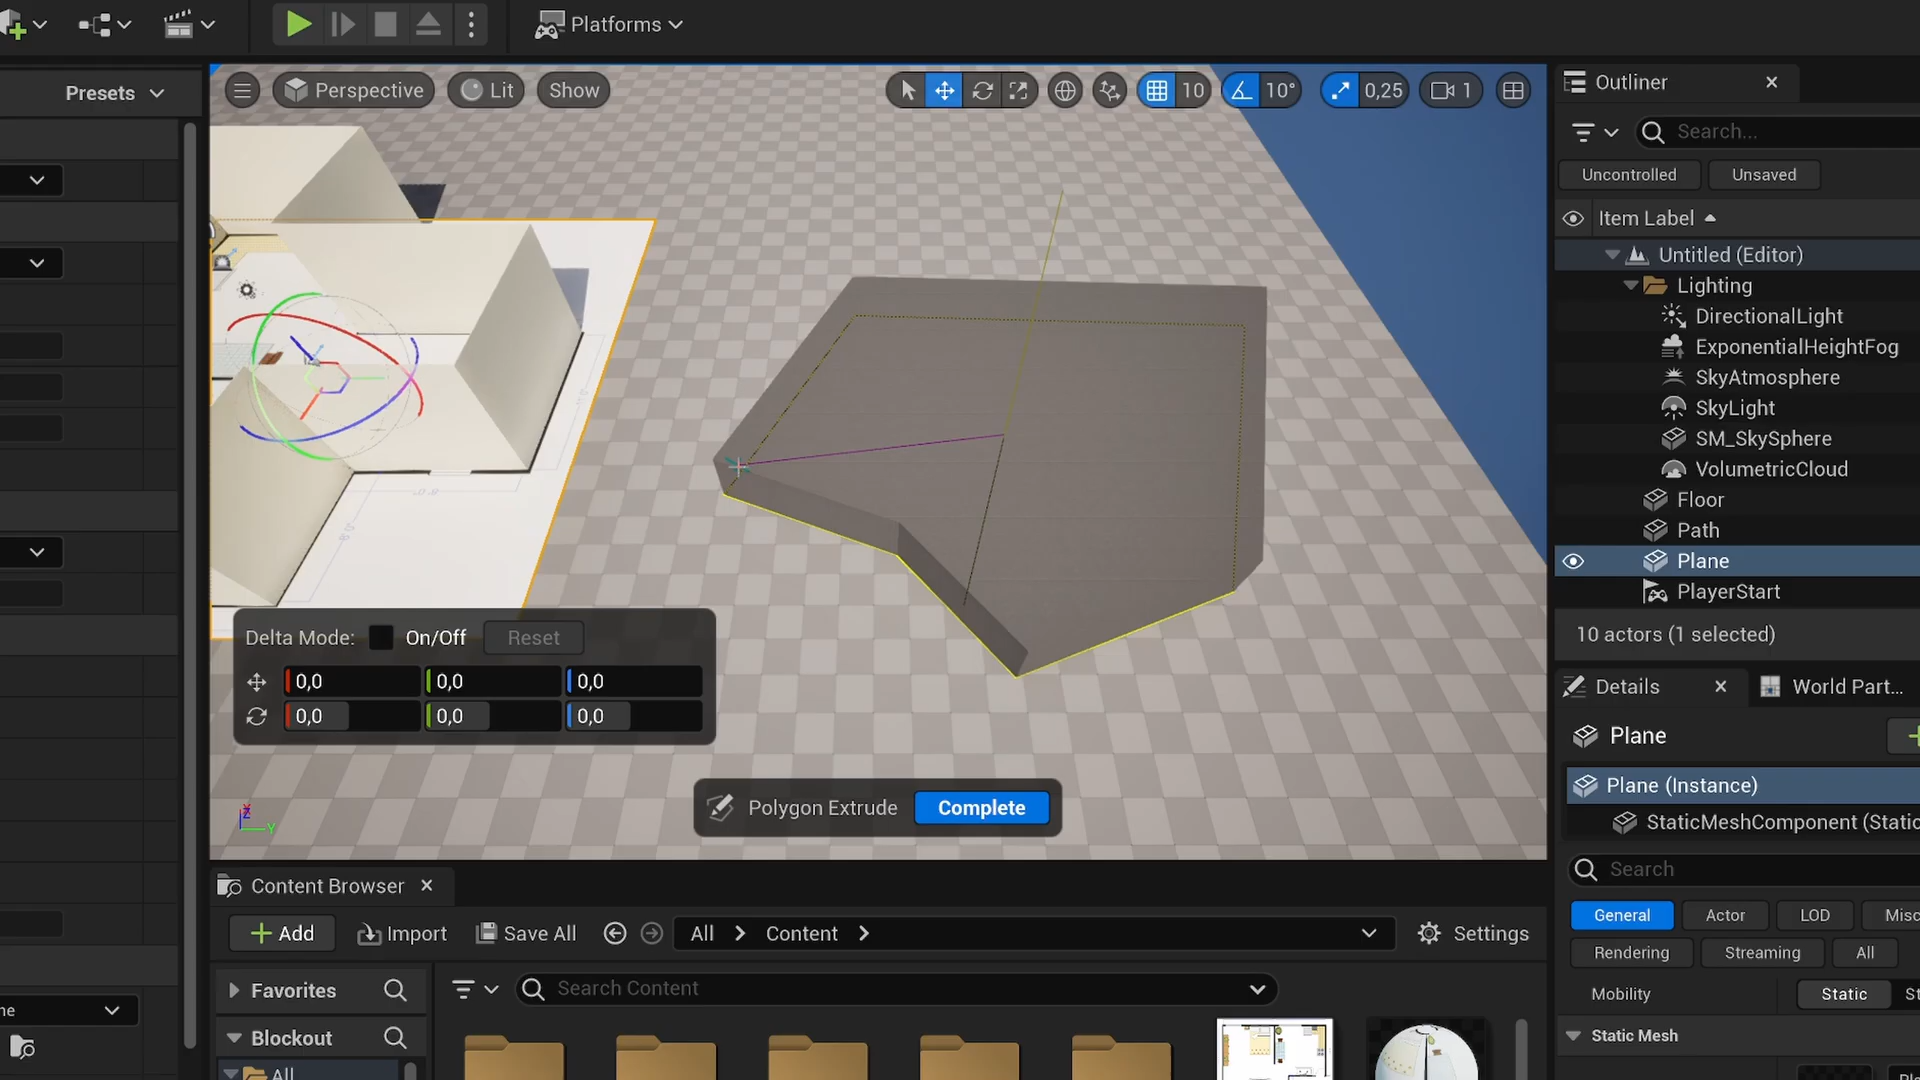 Platforms
Presets
Perspective
Lit
Show
10
10°
0,25
1
Outliner
Search...
Uncontrolled
Unsaved
Item Label
Untitled (Editor)
Lighting
DirectionalLight
ExponentialHeightFog
SkyAtmosphere
SkyLight
SM_SkySphere
VolumetricCloud
Floor
Path
Plane
PlayerStart
10 actors (1 selected)
Delta Mode:
On/Off
Reset
0,0 0,0 0,0
0,0 0,0 0,0
Details
World Part...
Plane
Plane (Instance)
StaticMeshComponent (Static
Search
General
Actor
LOD
Misc
Rendering
Streaming
All
Mobility
Static
St
Static Mesh
Z
Y
Polygon Extrude
Complete
Content Browser
Add
Import
Save All
All
Content
Settings
Favorites
Search Content
Blockout
All
ne